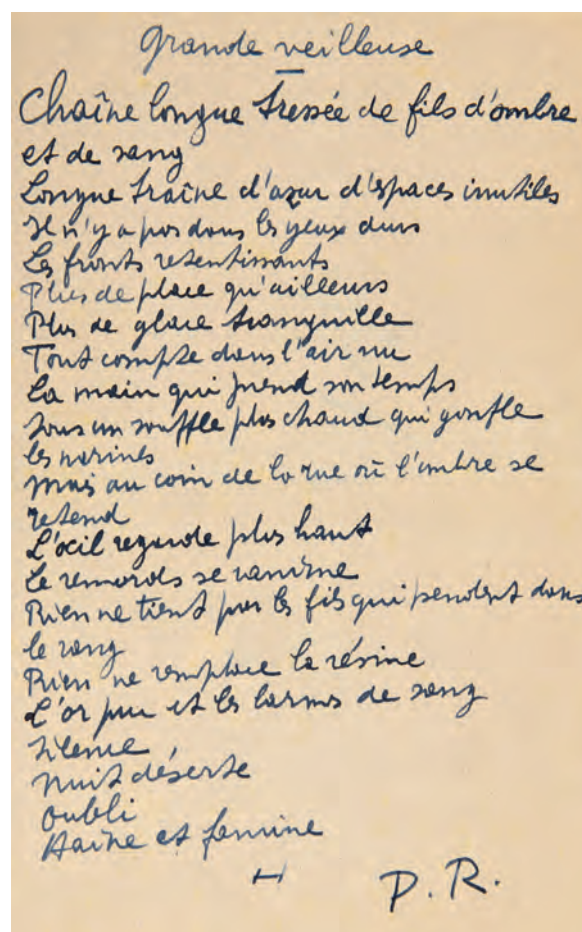 Grande veilleuse
Chaîne longue tressée de fils d'ombre
et de sang
Longue traîne d'azur d'espaces inutiles
Il n'y a pas dans les yeux durs
Les fronts retentissants
Plus de place qu'ailleurs
Plus de glace tranquille
Tout compte dans l'air nu
La main qui prend son temps
Sous un souffle plus chaud qui gonfle
les narines
Mais au coin de la rue où l'ombre se
retend
L'œil regarde plus haut
Le remords se ranime
Rien ne tient par les fils qui pendent dans
le sang
Rien ne remplace la résine
L'or pur et les larmes de sang
Silence
Nuit déserte
Oubli
Haine et famine
P.R.